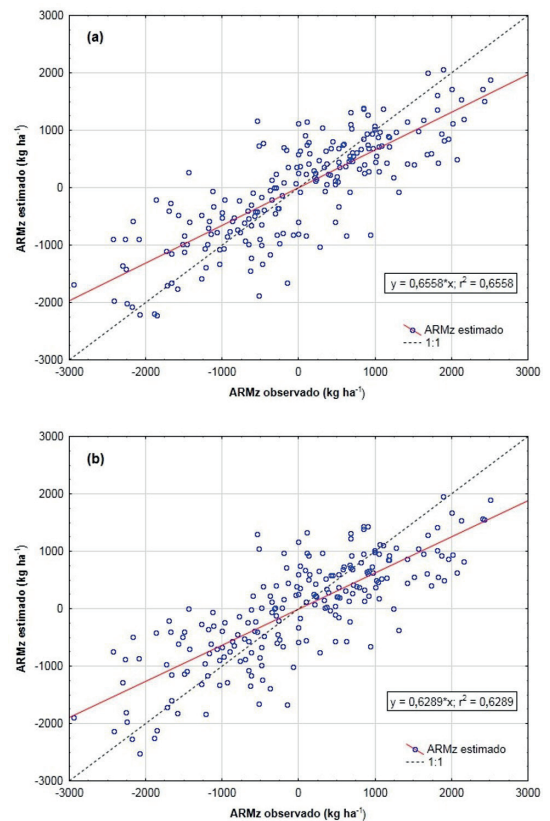 (a)
3000
2000
1000
0
-1000
-2000
-3000
ARMz estimado (kg ha⁻¹)
y = 0,6558*x; r² = 0,6558
ARMz estimado
1:1
-3000 -2000 -1000 0 1000 2000 3000
ARMz observado (kg ha⁻¹)
(b)
3000
2000
1000
0
-1000
-2000
-3000
ARMz estimado (kg ha⁻¹)
y = 0,6289*x; r² = 0,6289
ARMz estimado
1:1
-3000 -2000 -1000 0 1000 2000 3000
ARMz observado (kg ha⁻¹)